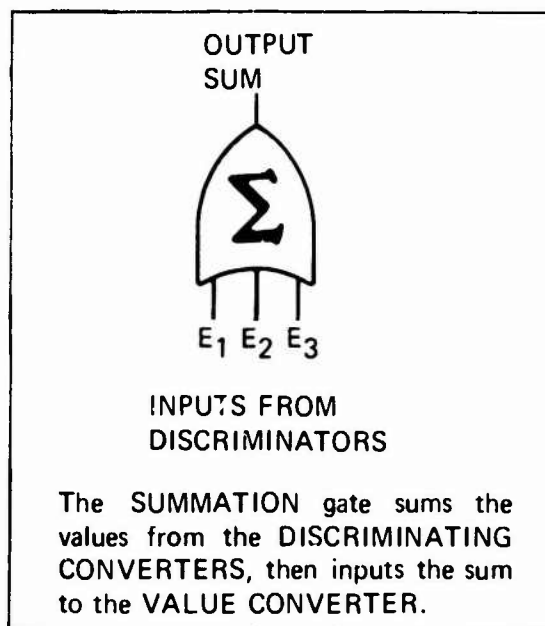 OUTPUT
SUM
Σ
E1 E2 E3
INPUTS FROM
DISCRIMINATORS
The SUMMATION gate sums the
values from the DISCRIMINATING
CONVERTERS, then inputs the sum
to the VALUE CONVERTER.